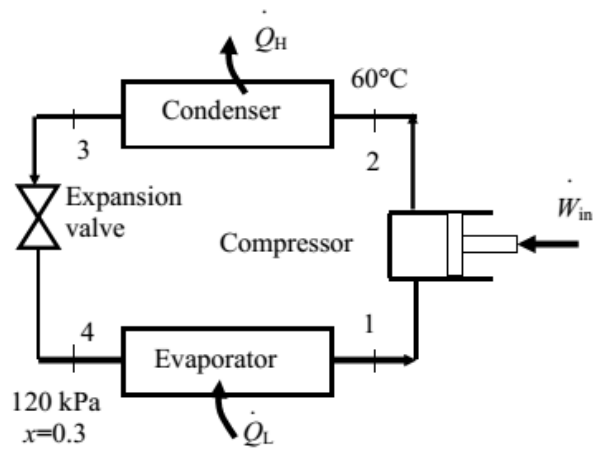 Q̇H
60°C
Condenser
3
2
Expansion
valve
Ẇin
Compressor
4
1
Evaporator
120 kPa
x=0.3
Q̇L